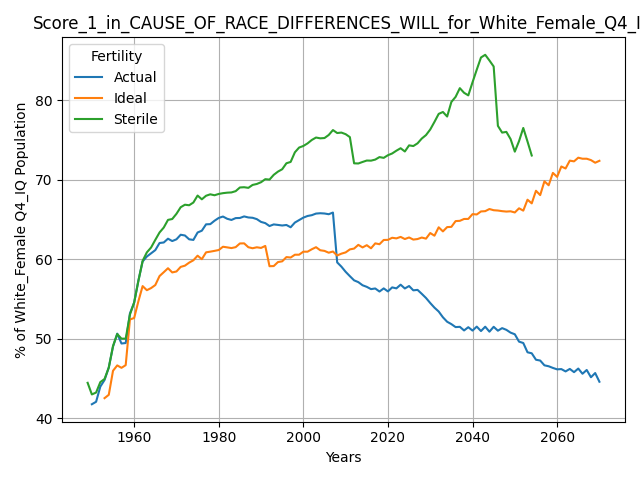 Score_1_in_CAUSE_OF_RACE_DIFFERENCES_WILL_for_White_Female_Q4_I
Fertility
Actual
Ideal
Sterile
% of White_Female Q4_IQ Population
80
70
60
50
40
1960
1980
2000
2020
2040
2060
Years